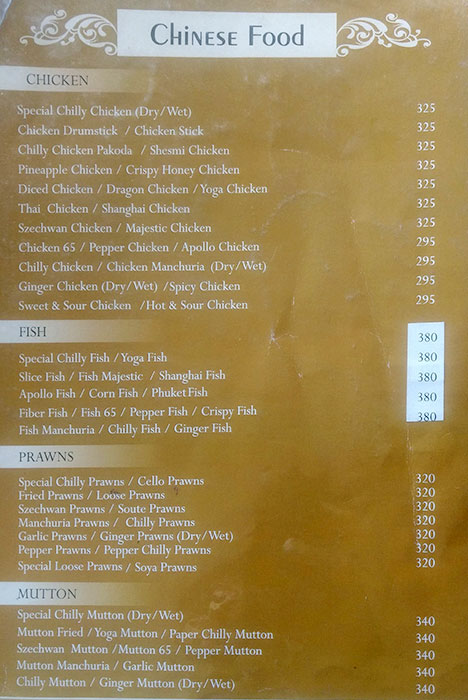 CHINESE FOOD
CHICKEN
Special Chilly Chicken (Dry/Wet) 325
Chicken Drumstick / Chicken Stick 325
Chilly Chicken Pakoda / Shesmi Chicken 325
Pineapple Chicken / Crispy Honey Chicken 325
Diced Chicken / Dragon Chicken / Yoga Chicken 325
Thai Chicken / Shanghai Chicken 325
Szechwan Chicken / Majestic Chicken 325
Chicken 65 / Pepper Chicken / Apollo Chicken 295
Chilly Chicken / Chicken Manchuria (Dry/Wet) 295
Ginger Chicken (Dry/Wet) /Spicy Chicken 295
Sweet & Sour Chicken /Hot & Sour Chicken 295
FISH
Special Chilly Fish /Yoga Fish 380
Slice Fish / Fish Majestic / Shanghai Fish 380
Apollo Fish / Corn Fish / Phuket Fish 380
Fiber Fish / Fish 65 / Pepper Fish / Crispy Fish 380
Fish Manchuria / Chilly Fish / Ginger Fish 380
PRAWNS
Special Chilly Prawns / Cello Prawns 320
Fried Prawns / Loose Prawns 320
Szechwan Prawns / Soute Prawns 320
Manchuria Prawns / Chilly Prawns 320
Garlic Prawns / Ginger Prawns (Dry/Wet) 320
Pepper Prawns / Pepper Chilly Prawns 320
Special Loose Prawns / Soya Prawns 320
MUTTON
Special Chilly Mutton (Dry/Wet) 340
Mutton Fried /Yoga Mutton / Paper Chilly Mutton 340
Szechwan Mutton /Mutton 65 / Pepper Mutton 340
Mutton Manchuria / Garlic Mutton 340
Chilly Mutton / Ginger Mutton (Dry/Wet) 340